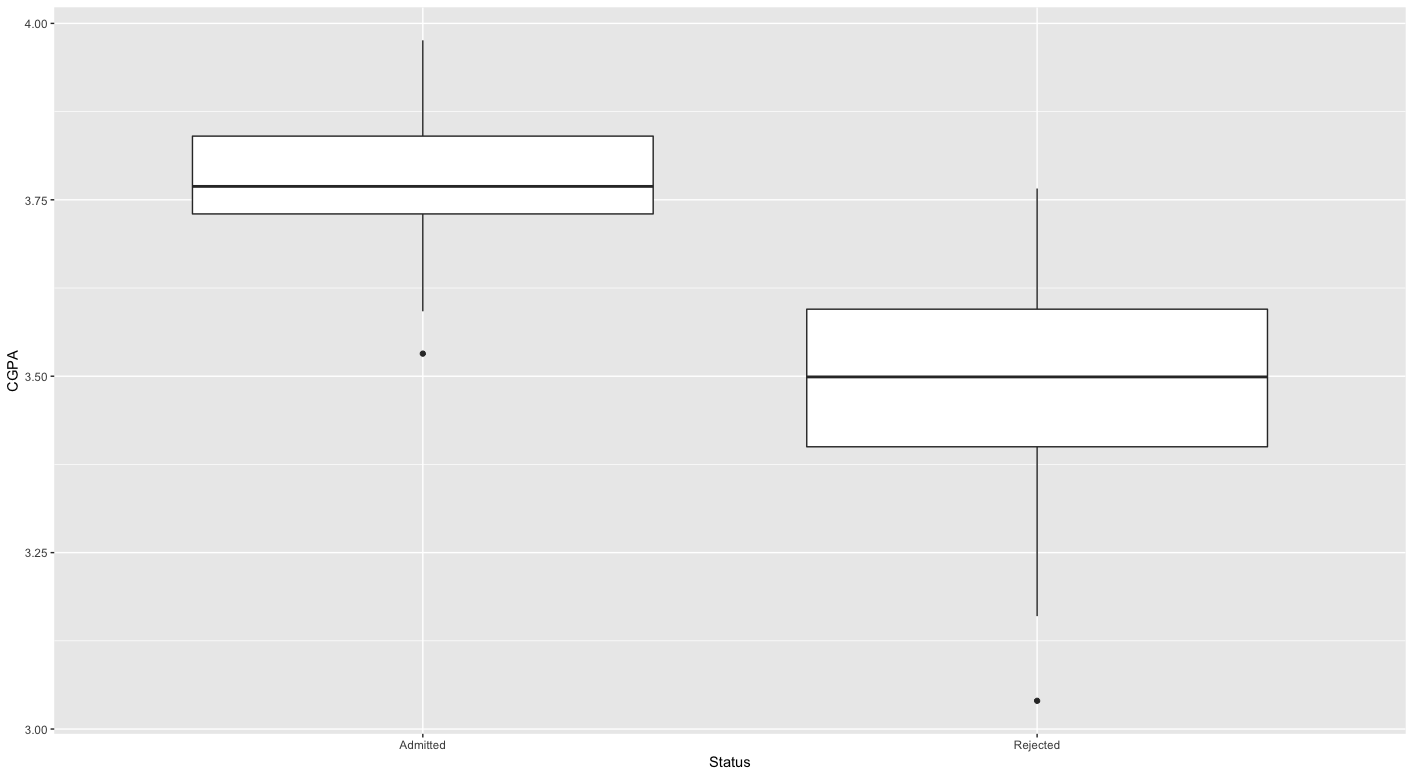 4.00
3.75
3.50
3.25
3.00
CGPA
Admitted
Rejected
Status